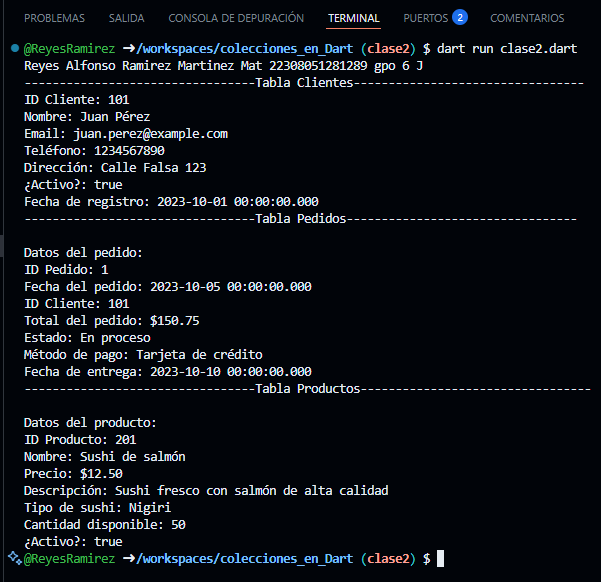 PROBLEMAS SALIDA CONSOLA DE DEPURACIÓN TERMINAL PUERTOS 2 COMENTARIOS
@ReyesRamirez ➜/workspaces/colecciones_en_Dart (clase2) $ dart run clase2.dart
Reyes Alfonso Ramirez Martinez Mat 22308051281289 gpo 6 J
---------------------------------Tabla Clientes---------------------------------
ID Cliente: 101
Nombre: Juan Pérez
Email: juan.perez@example.com
Teléfono: 1234567890
Dirección: Calle Falsa 123
¿Activo?: true
Fecha de registro: 2023-10-01 00:00:00.000
---------------------------------Tabla Pedidos---------------------------------
Datos del pedido:
ID Pedido: 1
Fecha del pedido: 2023-10-05 00:00:00.000
ID Cliente: 101
Total del pedido: $150.75
Estado: En proceso
Método de pago: Tarjeta de crédito
Fecha de entrega: 2023-10-10 00:00:00.000
---------------------------------Tabla Productos---------------------------------
Datos del producto:
ID Producto: 201
Nombre: Sushi de salmón
Precio: $12.50
Descripción: Sushi fresco con salmón de alta calidad
Tipo de sushi: Nigiri
Cantidad disponible: 50
¿Activo?: true
@ReyesRamirez ➜/workspaces/colecciones_en_Dart (clase2) $